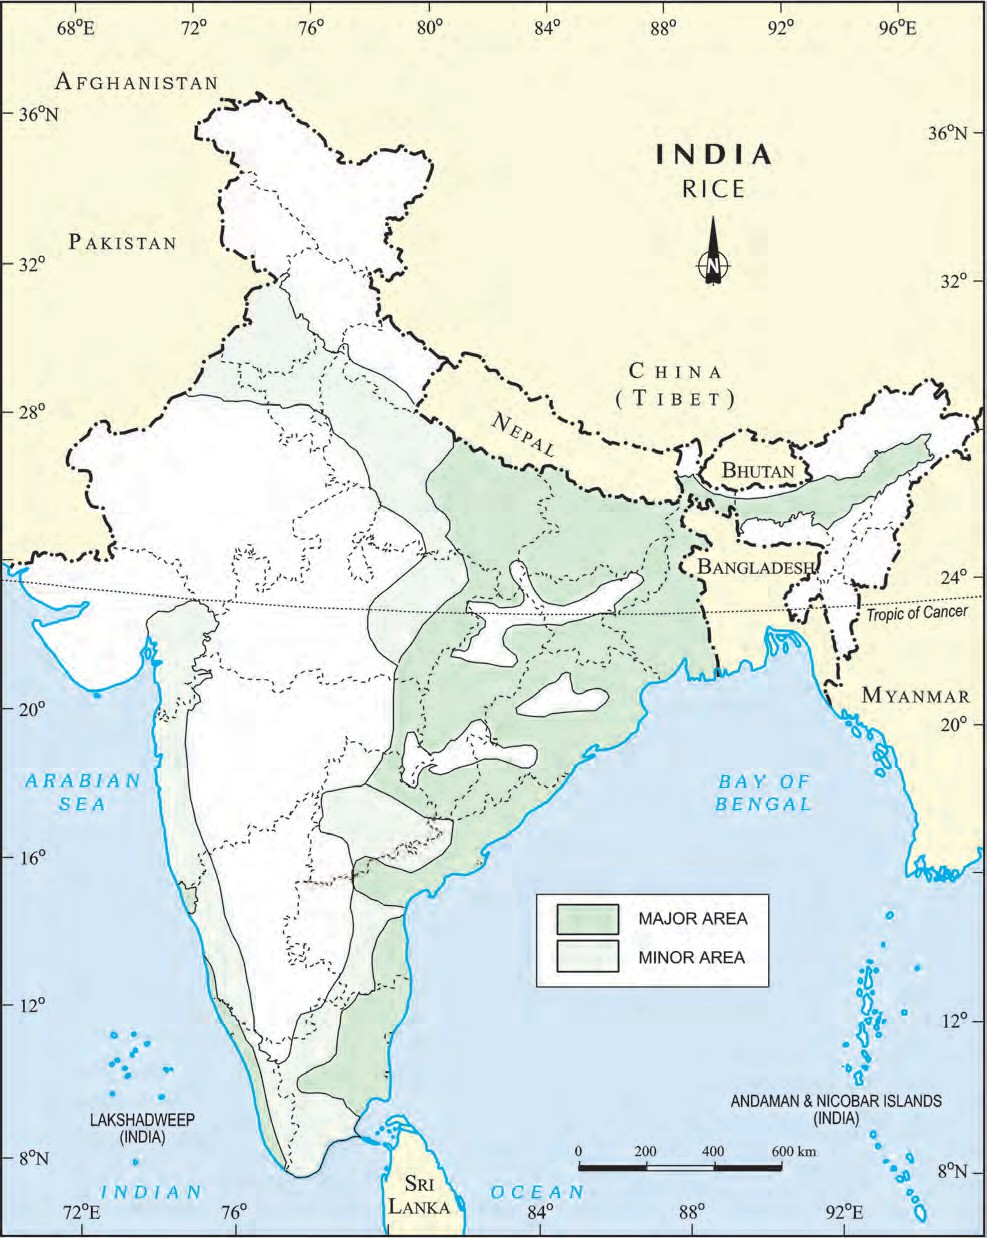 68°E 72° 76° 80° 84° 88° 92° 96°E
AFGHANISTAN
36°N
36°N
INDIA
RICE
N
PAKISTAN
32°
32°
CHINA
(TIBET)
28°
28°
NEPAL
BHUTAN
BANGLADESH
24°
Tropic of Cancer
MYANMAR
20°
20°
ARABIAN
SEA
BAY OF
BENGAL
16°
MAJOR AREA
MINOR AREA
12°
12°
LAKSHADWEEP
(INDIA)
ANDAMAN & NICOBAR ISLANDS
(INDIA)
0 200 400 600 km
8°N
8°N
SRI
LANKA
INDIAN OCEAN
72°E 76° 84° 88° 92°E